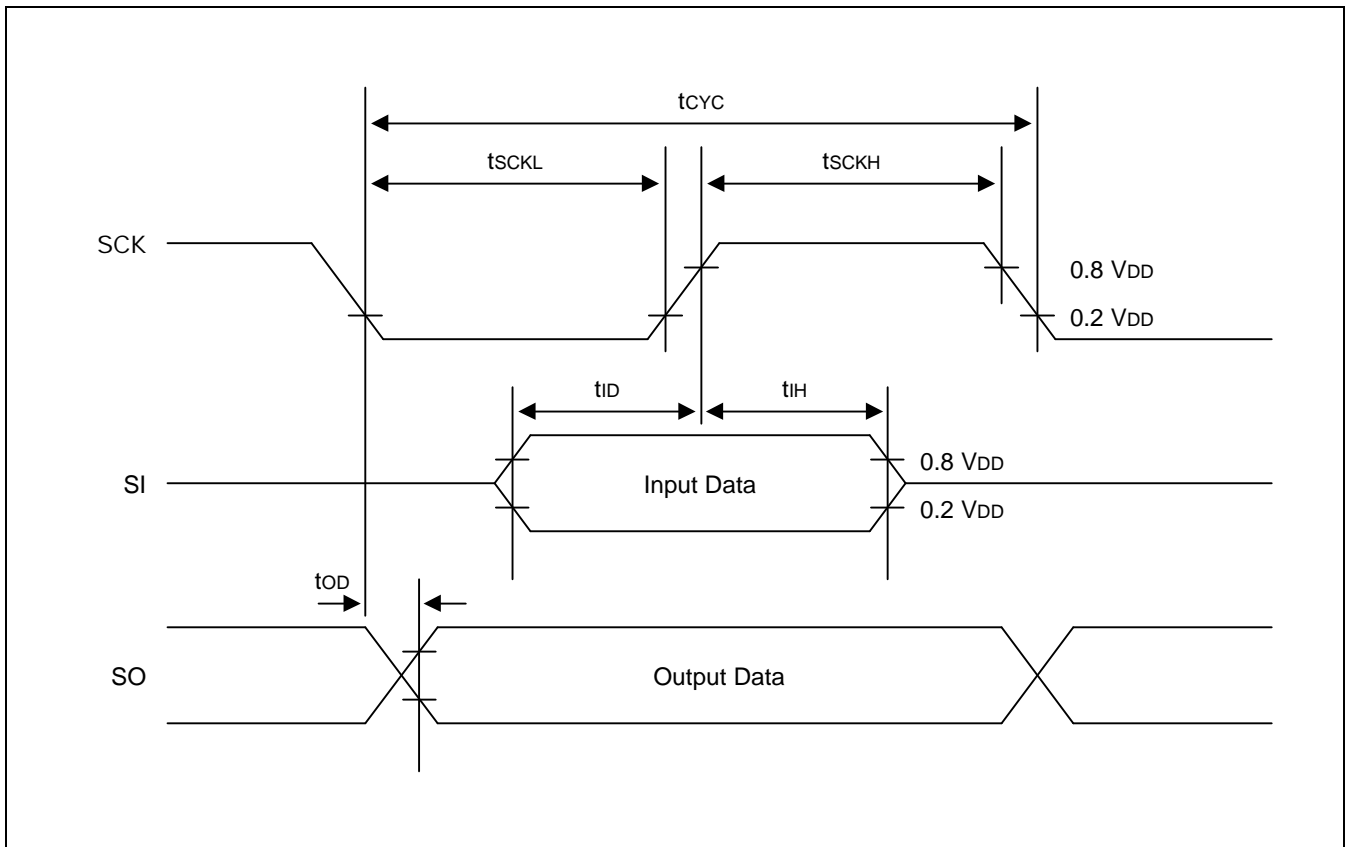 tCYC
tSCKL
tSCKH
SCK
0.8 VDD
0.2 VDD
tID
tIH
0.8 VDD
SI
Input Data
0.2 VDD
tOD
SO
Output Data